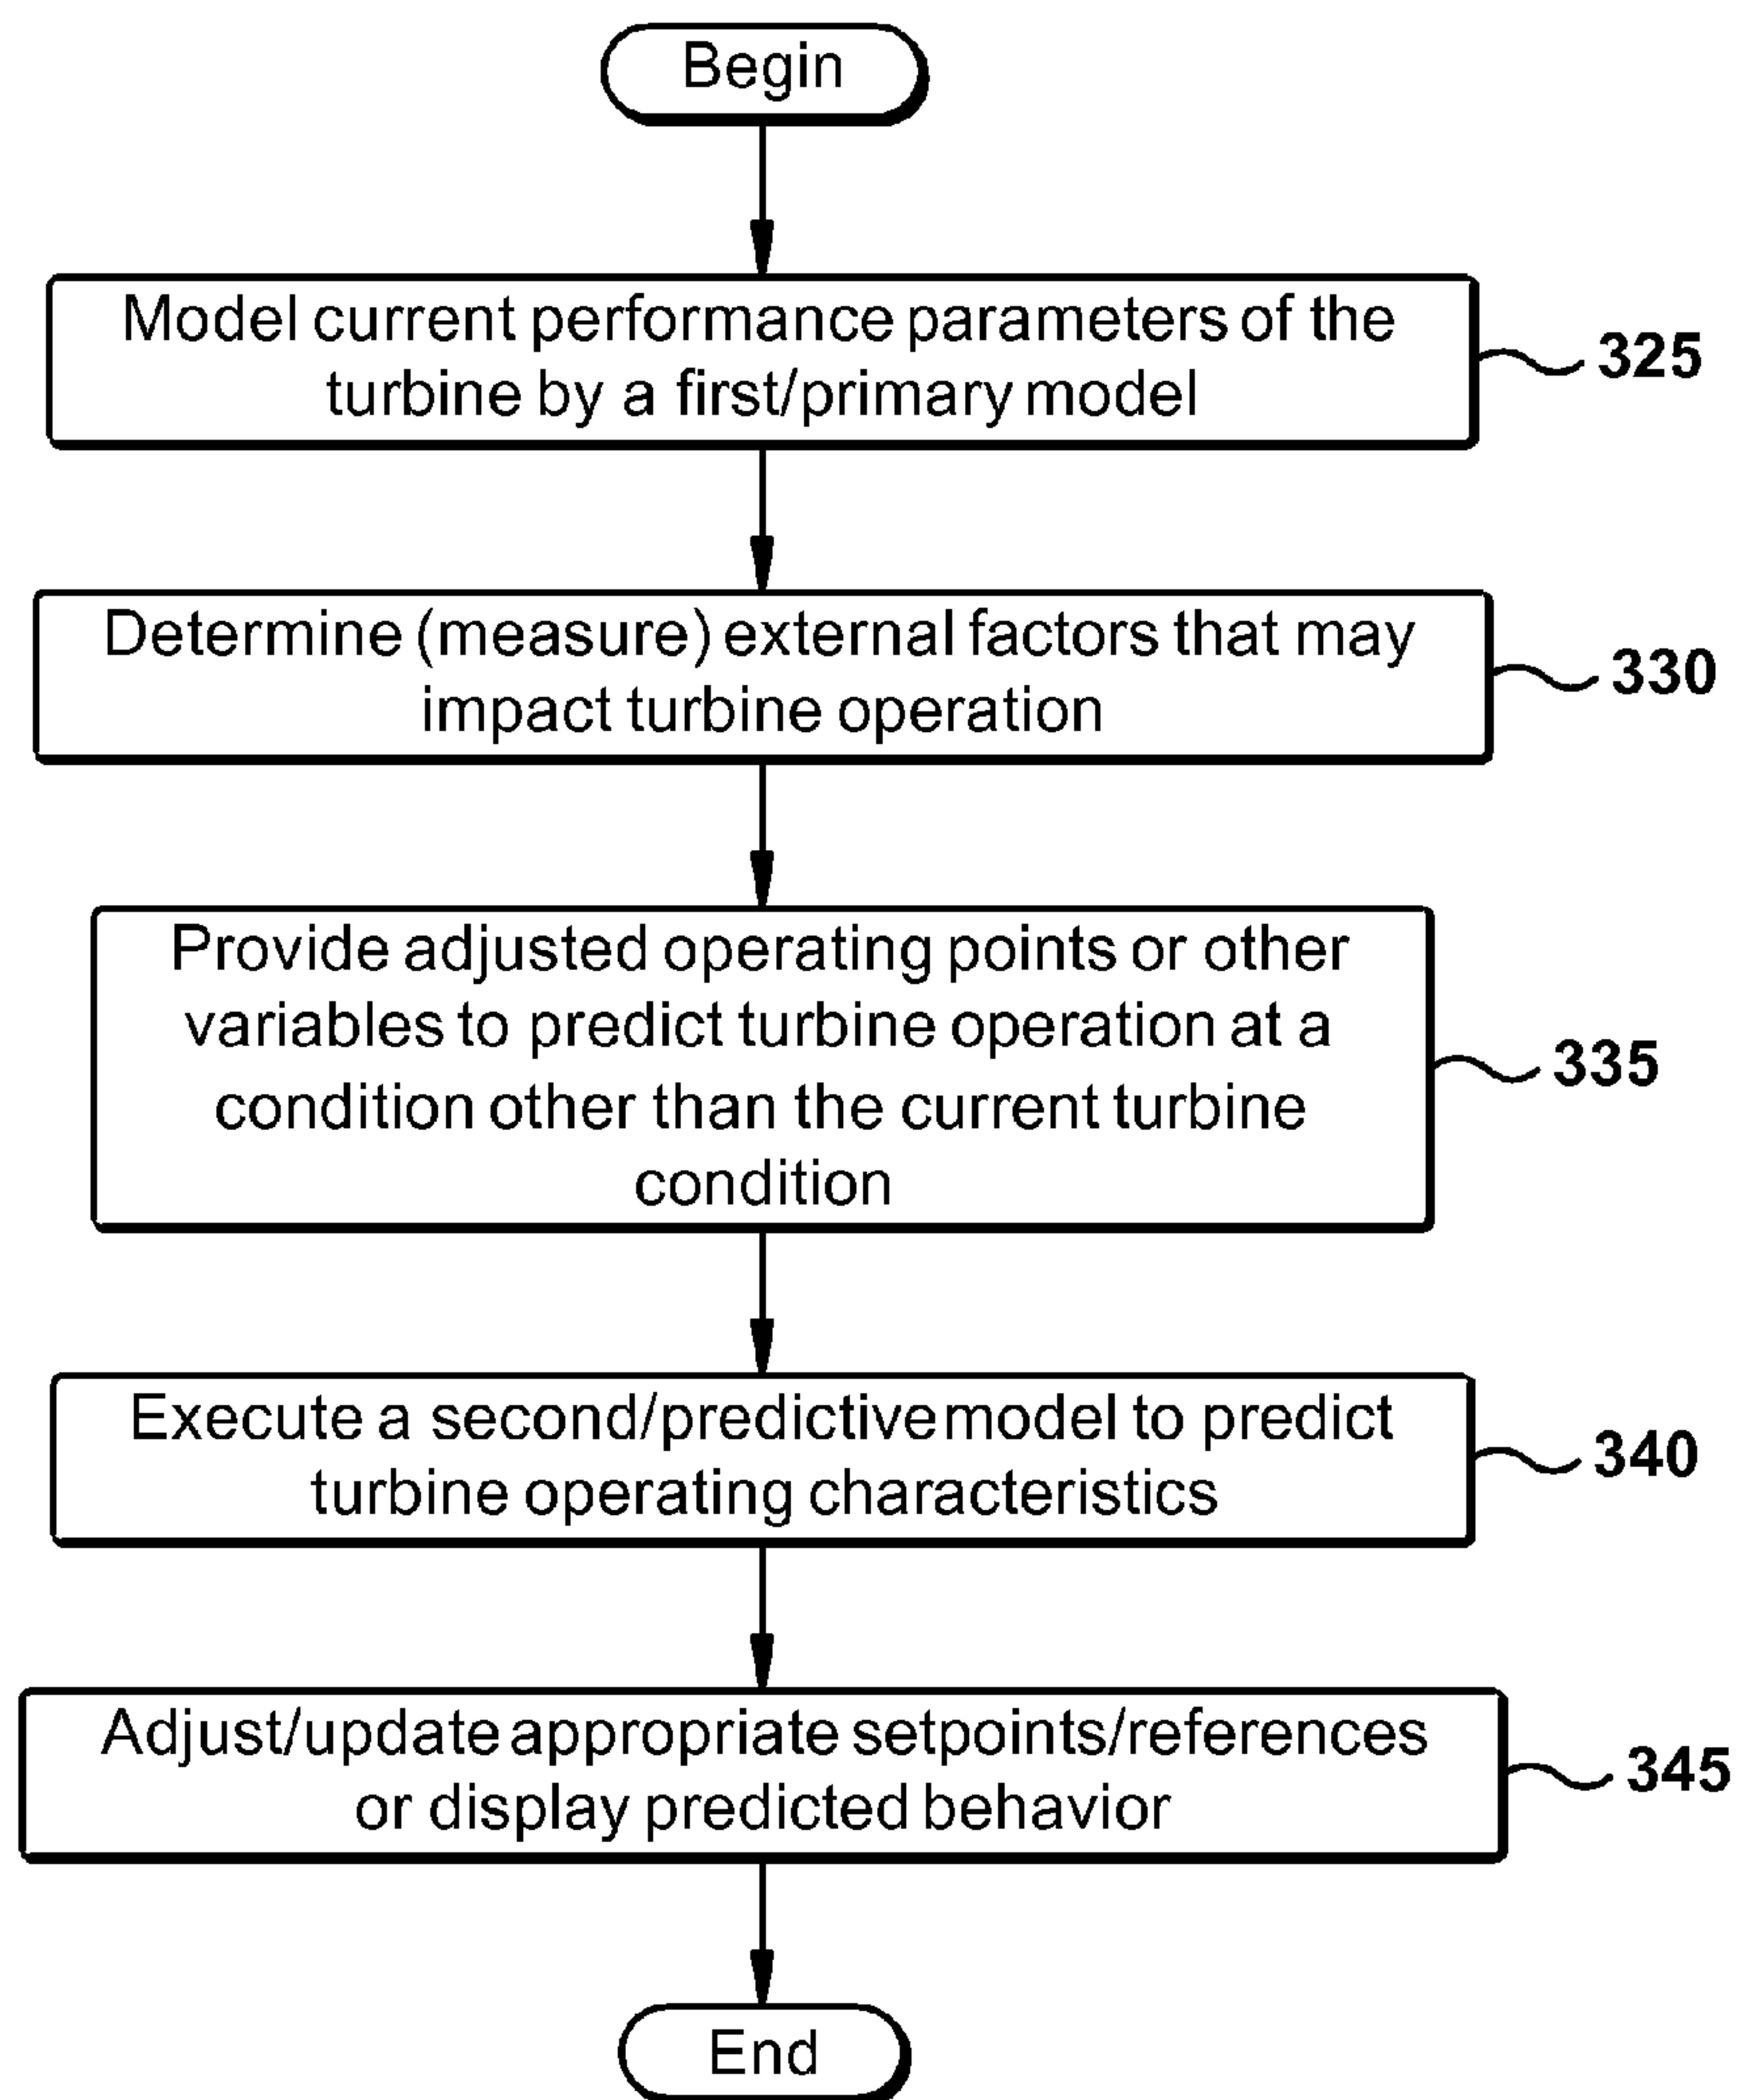 Begin
Model current performance parameters of the
turbine by a first/primary model
325
Determine (measure) external factors that may
impact turbine operation
330
Provide adjusted operating points or other
variables to predict turbine operation at a
condition other than the current turbine
condition
335
Execute a second/predictive model to predict
turbine operating characteristics
340
Adjust/update appropriate setpoints/references
or display predicted behavior
345
End